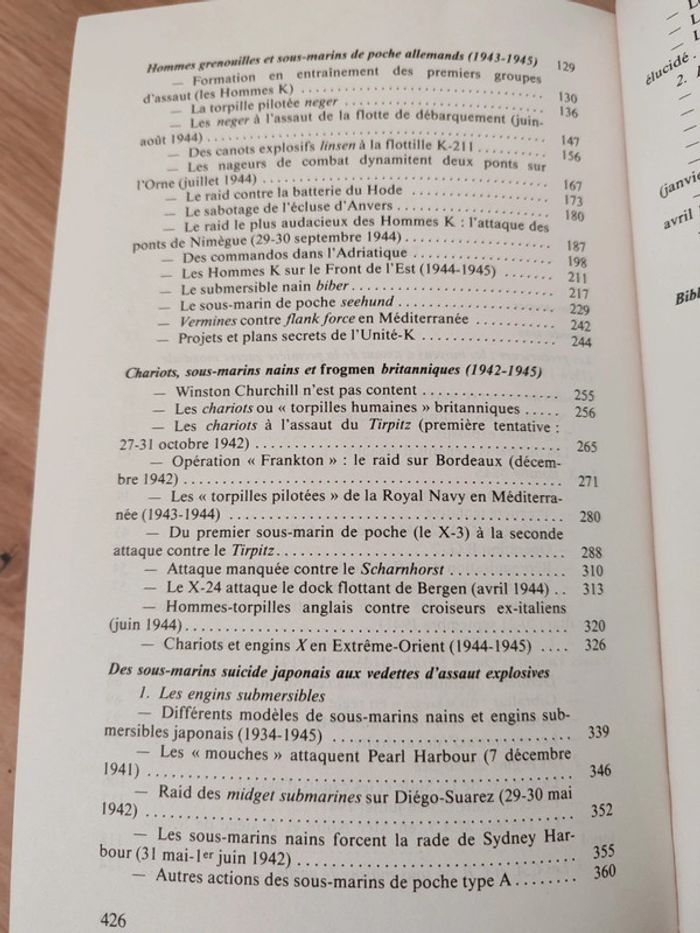 Hommes grenouilles et sous-marins de poche allemands (1943-1945) 129
— Formation en entraînement des premiers groupes
d'assaut (les Hommes K) ........ 130
— La torpille pilotée neger ........ 136
— Les neger à l'assaut de la flotte de débarquement (juin-
août 1944) ........ 147
— Des canots explosifs linsen à la flottille K-211 ........ 156
— Les nageurs de combat dynamitent deux ponts sur
l'Orne (juillet 1944) ........ 167
— Le raid contre la batterie du Hode ........ 173
— Le sabotage de l'écluse d'Anvers ........ 180
— Le raid le plus audacieux des Hommes K : l'attaque des
ponts de Nimègue (29-30 septembre 1944) ........ 187
— Des commandos dans l'Adriatique ........ 198
— Les Hommes K sur le Front de l'Est (1944-1945) ........ 211
— Le submersible nain biber ........ 217
— Le sous-marin de poche seehund ........ 229
— Vermines contre flank force en Méditerranée ........ 242
— Projets et plans secrets de l'Unité-K ........ 244
Chariots, sous-marins nains et frogmen britanniques (1942-1945)
— Winston Churchill n'est pas content ........ 255
— Les chariots ou « torpilles humaines » britanniques ..... 256
— Les chariots à l'assaut du Tirpitz (première tentative :
27-31 octobre 1942) ........ 265
— Opération « Frankton » : le raid sur Bordeaux (décem-
bre 1942) ........ 271
— Les « torpilles pilotées » de la Royal Navy en Méditerra-
née (1943-1944) ........ 280
— Du premier sous-marin de poche (le X-3) à la seconde
attaque contre le Tirpitz ........ 288
— Attaque manquée contre le Scharnhorst ........ 310
— Le X-24 attaque le dock flottant de Bergen (avril 1944) .. 313
— Hommes-torpilles anglais contre croiseurs ex-italiens
(juin 1944) ........ 320
— Chariots et engins X en Extrême-Orient (1944-1945) .... 326
Des sous-marins suicide japonais aux vedettes d'assaut explosives
1. Les engins submersibles
— Différents modèles de sous-marins nains et engins sub-
mersibles japonais (1934-1945) ........ 339
— Les « mouches » attaquent Pearl Harbour (7 décembre
1941) ........ 346
— Raid des midget submarines sur Diégo-Suarez (29-30 mai
1942) ........ 352
— Les sous-marins nains forcent la rade de Sydney Har-
bour (31 mai-1er juin 1942) ........ 355
— Autres actions des sous-marins de poche type A ........ 360
426
— L
— L
élucidé .
2.
(janvie
avril
Bibl